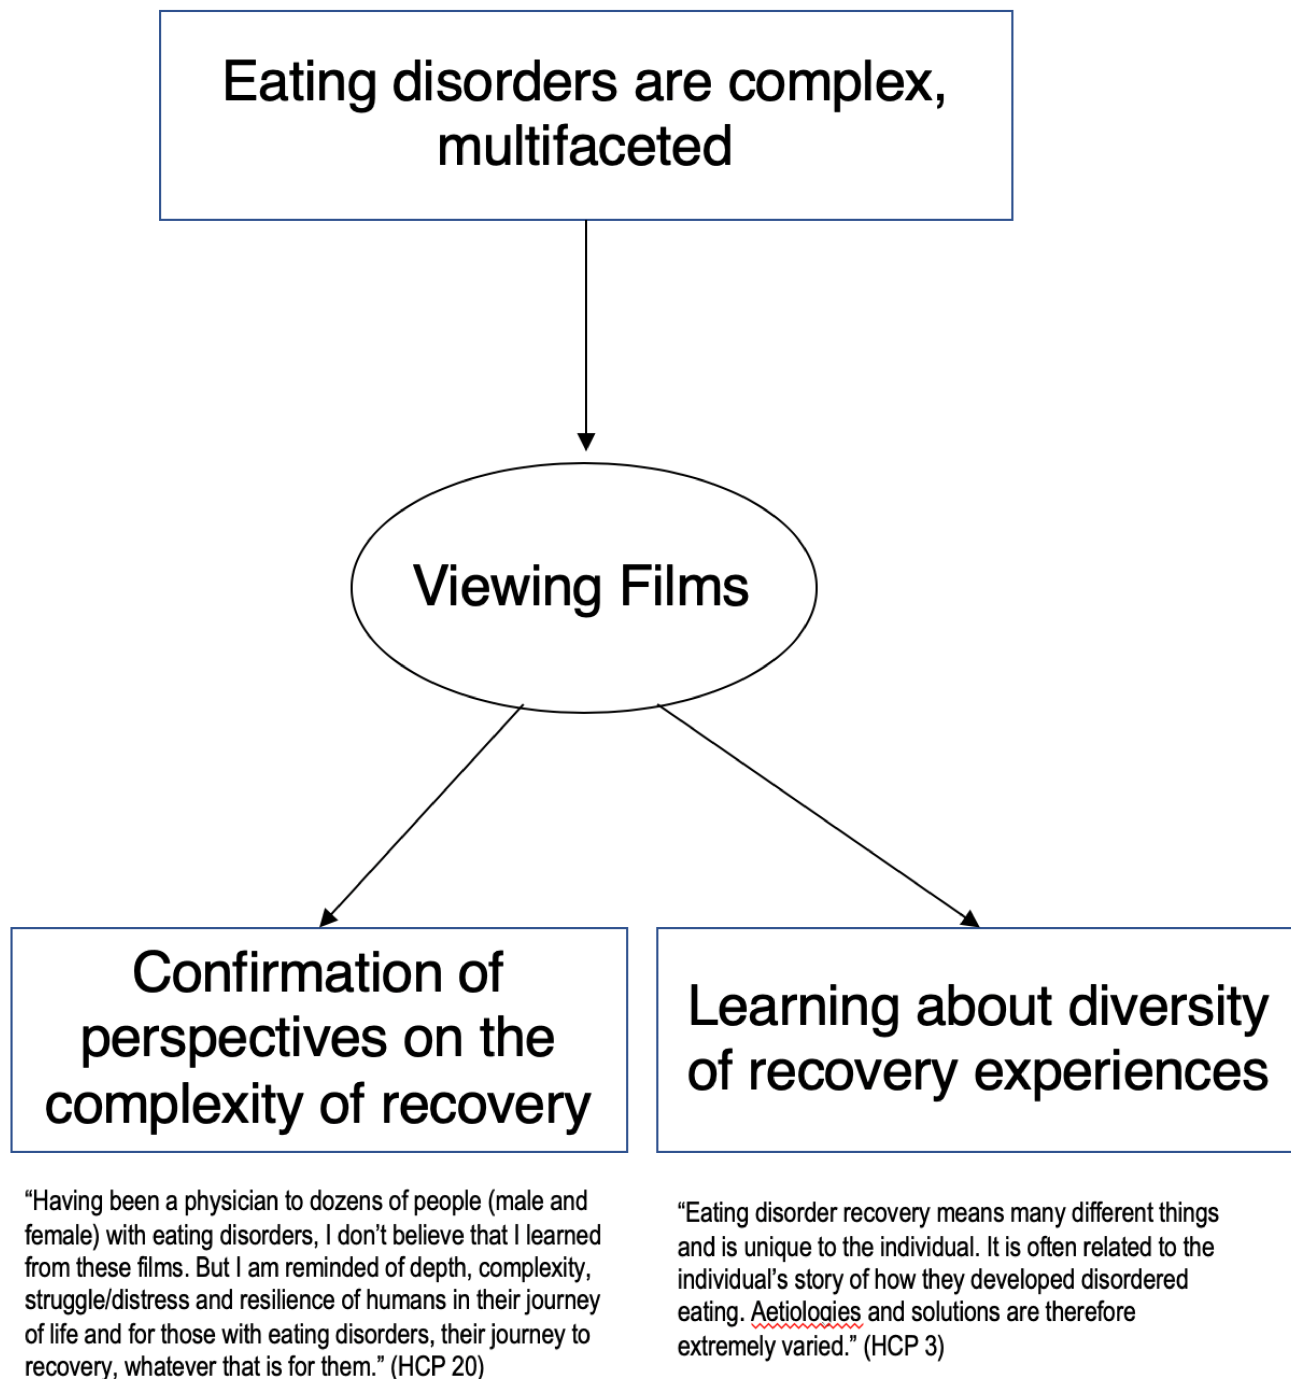 Eating disorders are complex,
multifaceted
Viewing Films
Confirmation of
perspectives on the
complexity of recovery
Learning about diversity
of recovery experiences
“Having been a physician to dozens of people (male and
female) with eating disorders, I don’t believe that I learned
from these films. But I am reminded of depth, complexity,
struggle/distress and resilience of humans in their journey
of life and for those with eating disorders, their journey to
recovery, whatever that is for them.” (HCP 20)
“Eating disorder recovery means many different things
and is unique to the individual. It is often related to the
individual’s story of how they developed disordered
eating. Aetiologies and solutions are therefore
extremely varied.” (HCP 3)